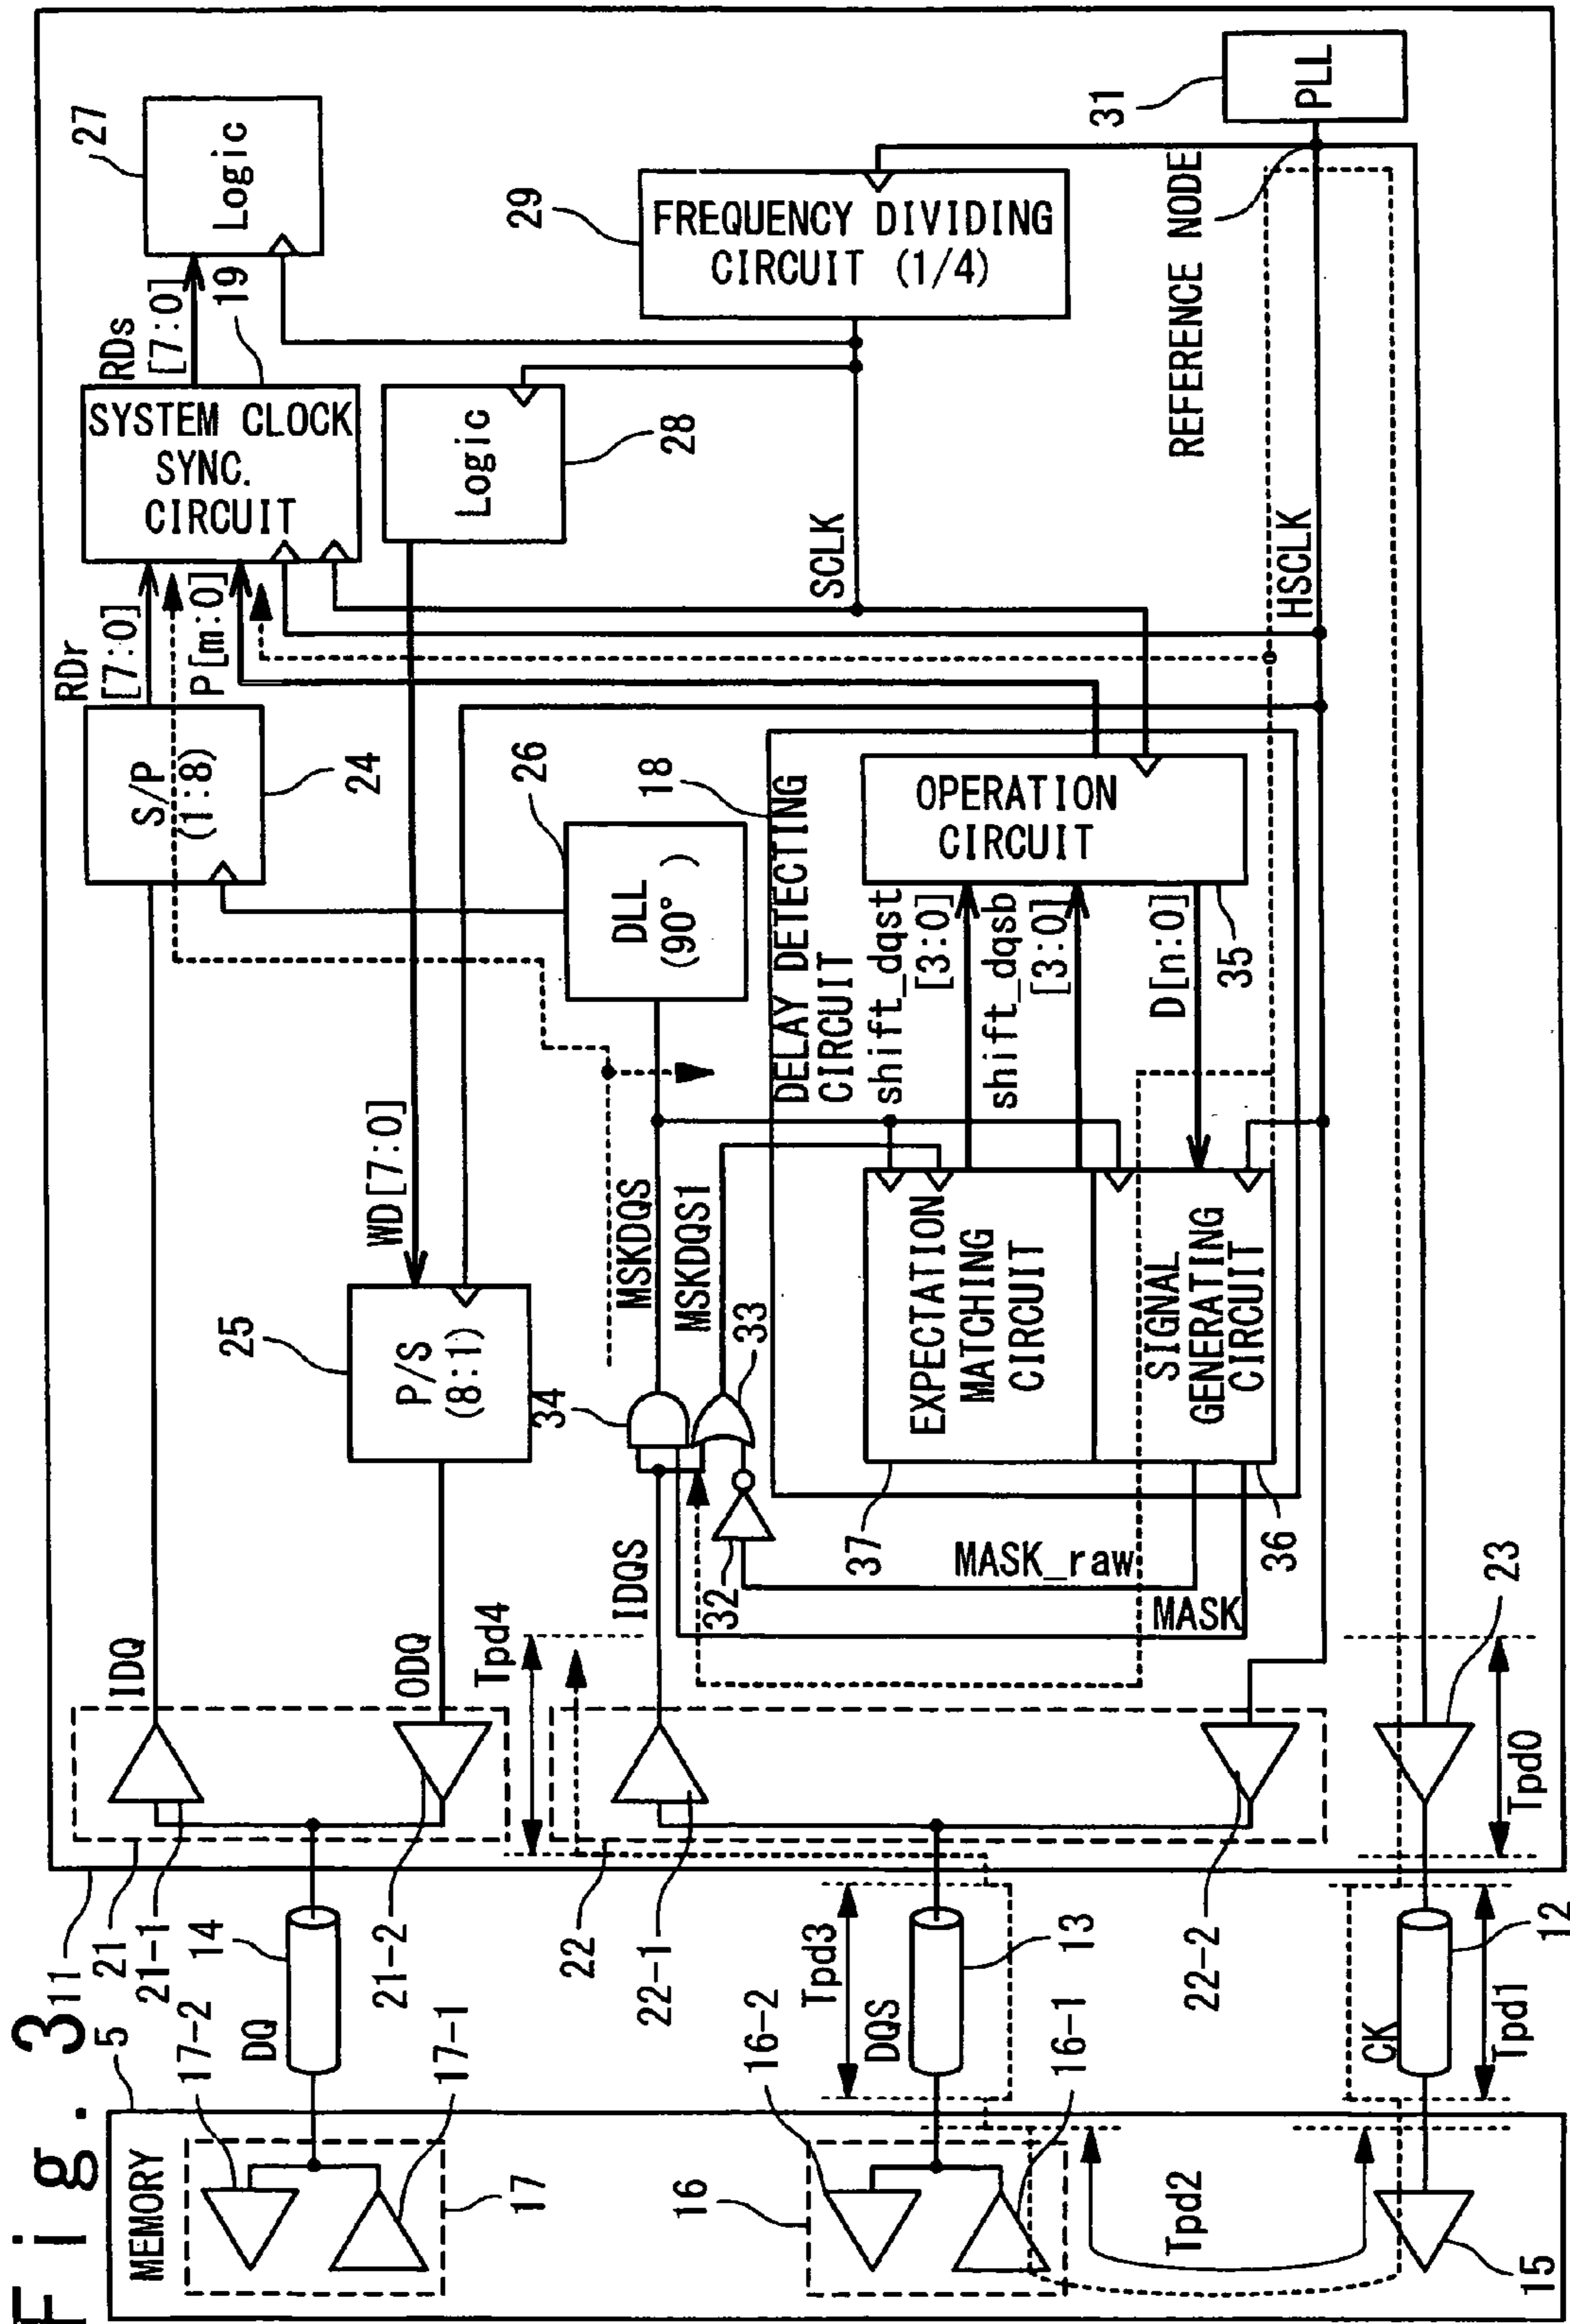 Fig. 3
11
21
21-1
IDQ
RDr
[7:0]
RDs
[7:0]
27
Logic
19
SYSTEM CLOCK
SYNC.
CIRCUIT
P[m:0]
S/P
(1:8)
24
5
MEMORY
17-2
DQ
14
17-1
17
21-2
ODQ
25
P/S
(8:1)
WD[7:0]
Logic
28
Tpd4
26
DLL
(90°)
29
FREQUENCY DIVIDING
CIRCUIT (1/4)
22
22-1
IDQS
34
MSKDQS
MSKDQS1
33
32
18
DELAY DETECTING
CIRCUIT
shift_dqst
[3:0]
shift_dqsb
[3:0]
OPERATION
CIRCUIT
35
D[n:0]
SCLK
16-2
16
DQS
Tpd3
13
16-1
37
EXPECTATION
MATCHING
CIRCUIT
SIGNAL
GENERATING
CIRCUIT
36
MASK_raw
MASK
22-2
REFERENCE NODE
31
PLL
HSCLK
Tpd2
15
CK
12
Tpd1
23
Tpd0